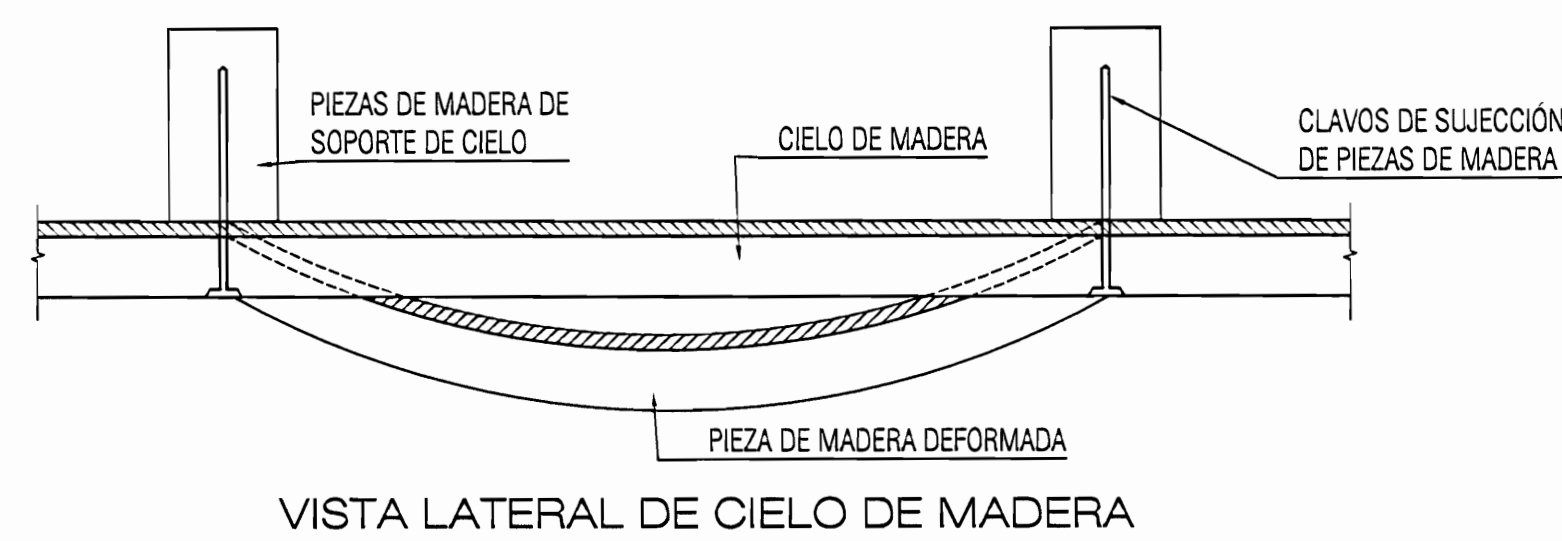 PIEZAS DE MADERA DE
SOPORTE DE CIELO
CIELO DE MADERA
CLAVOS DE SUJECCIÓN
DE PIEZAS DE MADERA
PIEZA DE MADERA DEFORMADA
VISTA LATERAL DE CIELO DE MADERA